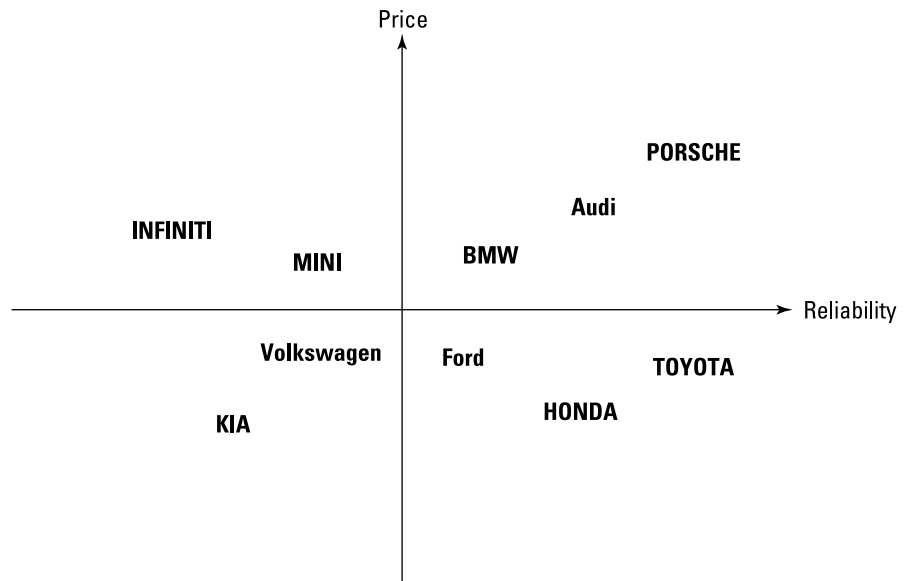 Price
PORSCHE
Audi
INFINITI
BMW
MINI
Reliability
Volkswagen
Ford
TOYOTA
HONDA
KIA